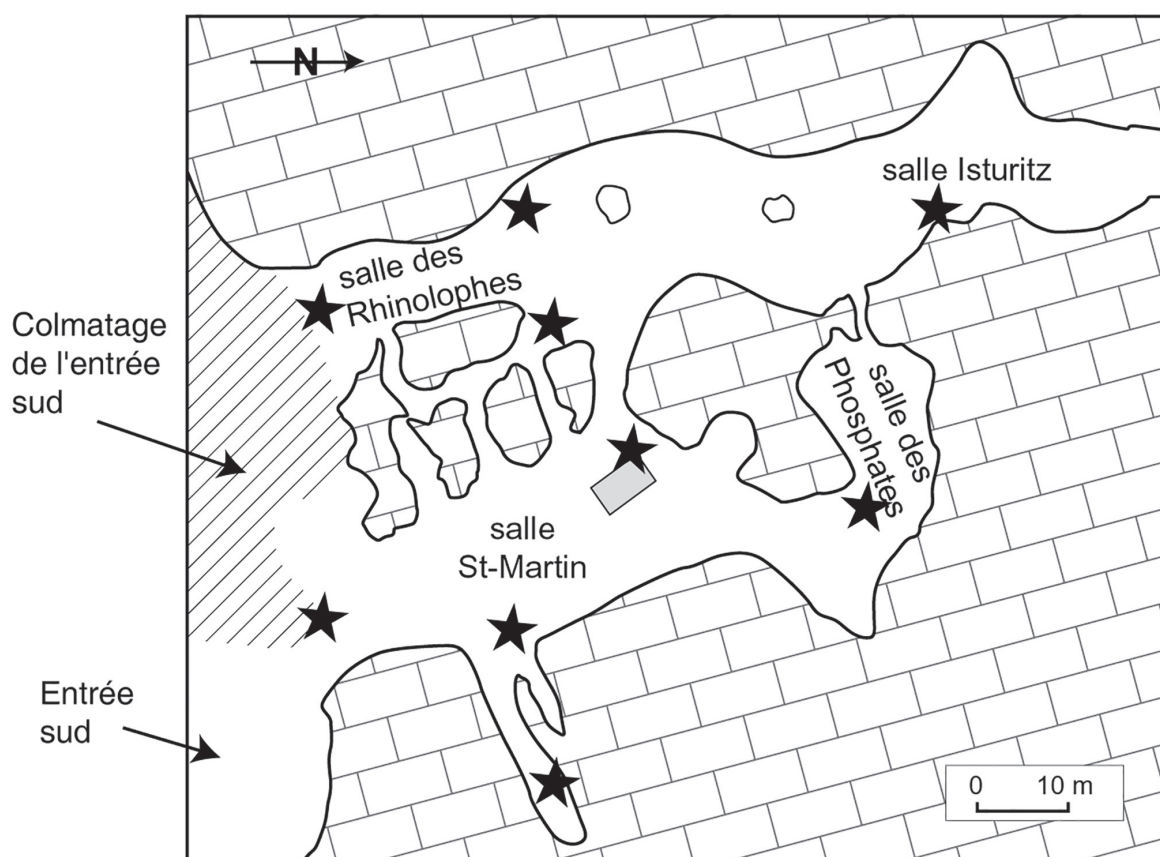 N
salle Isturitz
salle des
Rhinolophes
Colmatage
de l'entrée
sud
salle des
Phosphates
salle
St-Martin
Entrée
sud
0 10 m